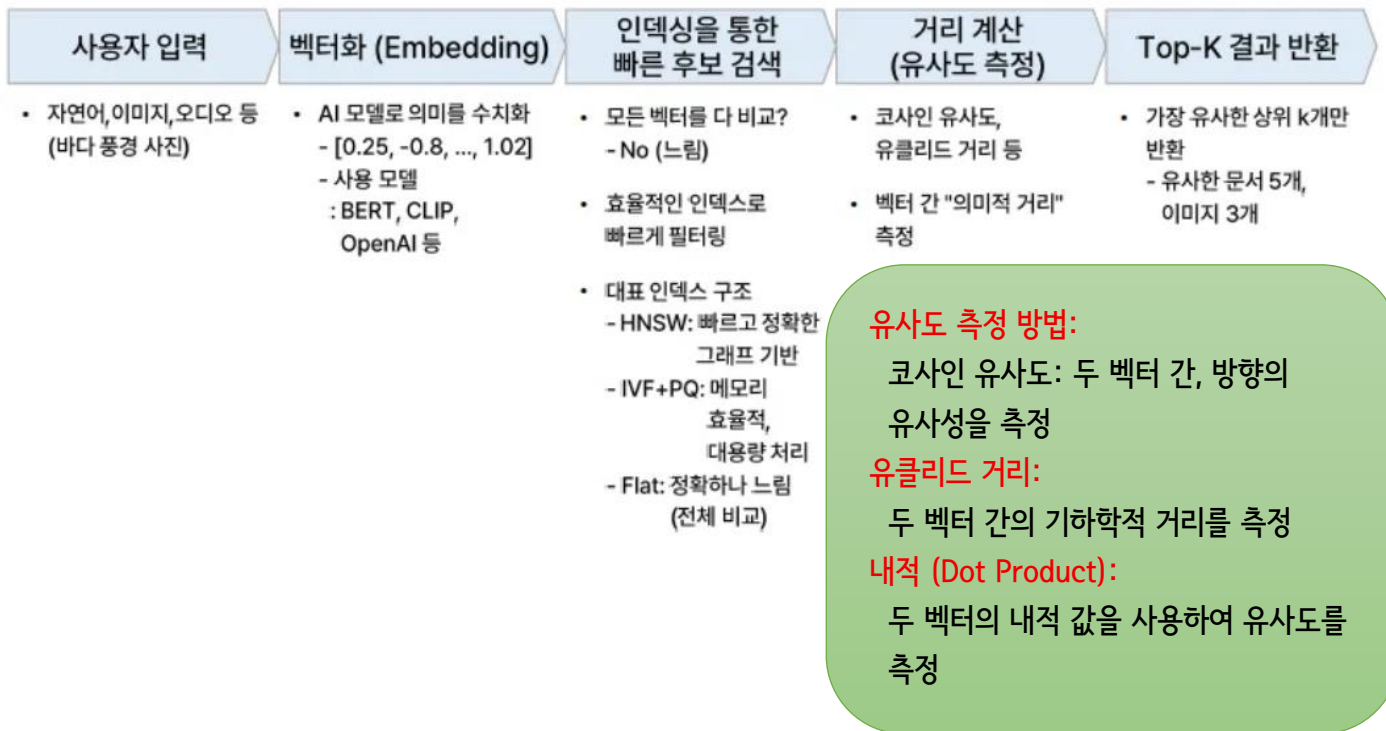 사용자 입력
• 자연어,이미지,오디오 등
(바다 풍경 사진)
벡터화 (Embedding)
• AI 모델로 의미를 수치화
- [0.25, -0.8, ..., 1.02]
- 사용 모델
: BERT, CLIP,
OpenAI 등
인덱싱을 통한
빠른 후보 검색
• 모든 벡터를 다 비교?
- No (느림)
• 효율적인 인덱스로
빠르게 필터링
• 대표 인덱스 구조
- HNSW: 빠르고 정확한
그래프 기반
- IVF+PQ: 메모리
효율적,
대용량 처리
- Flat: 정확하나 느림
(전체 비교)
거리 계산
(유사도 측정)
• 코사인 유사도,
유클리드 거리 등
• 벡터 간 "의미적 거리"
측정
Top-K 결과 반환
• 가장 유사한 상위 k개만
반환
- 유사한 문서 5개,
이미지 3개
유사도 측정 방법:
코사인 유사도: 두 벡터 간, 방향의
유사성을 측정
유클리드 거리:
두 벡터 간의 기하학적 거리를 측정
내적 (Dot Product):
두 벡터의 내적 값을 사용하여 유사도를
측정